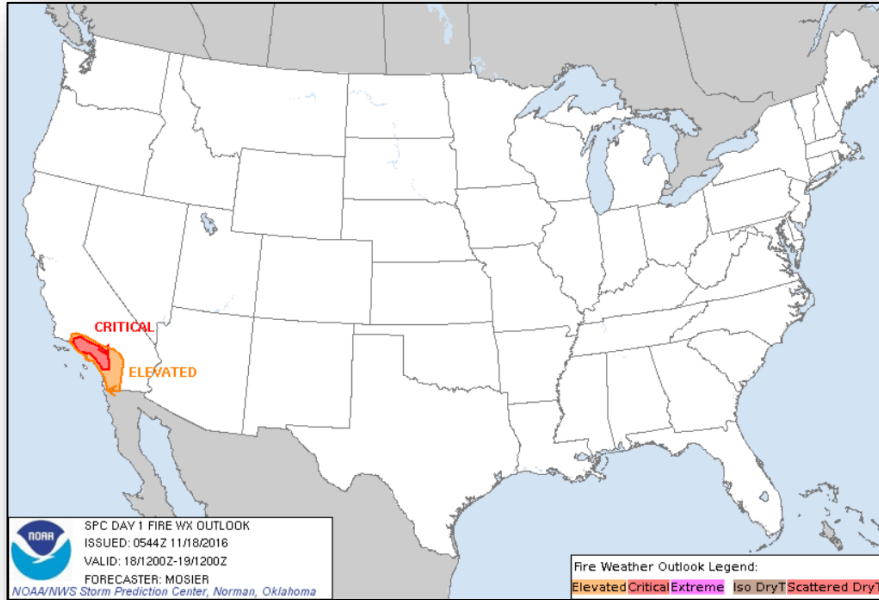 CRITICAL
ELEVATED
NOAA
SPC DAY 1 FIRE WX OUTLOOK
ISSUED: 0544Z 11/18/2016
VALID: 18/1200Z-19/1200Z
FORECASTER: MOSIER
NOAA/NWS Storm Prediction Center, Norman, Oklahoma
Fire Weather Outlook Legend:
Elevated Critical Extreme Iso DryT Scattered DryT